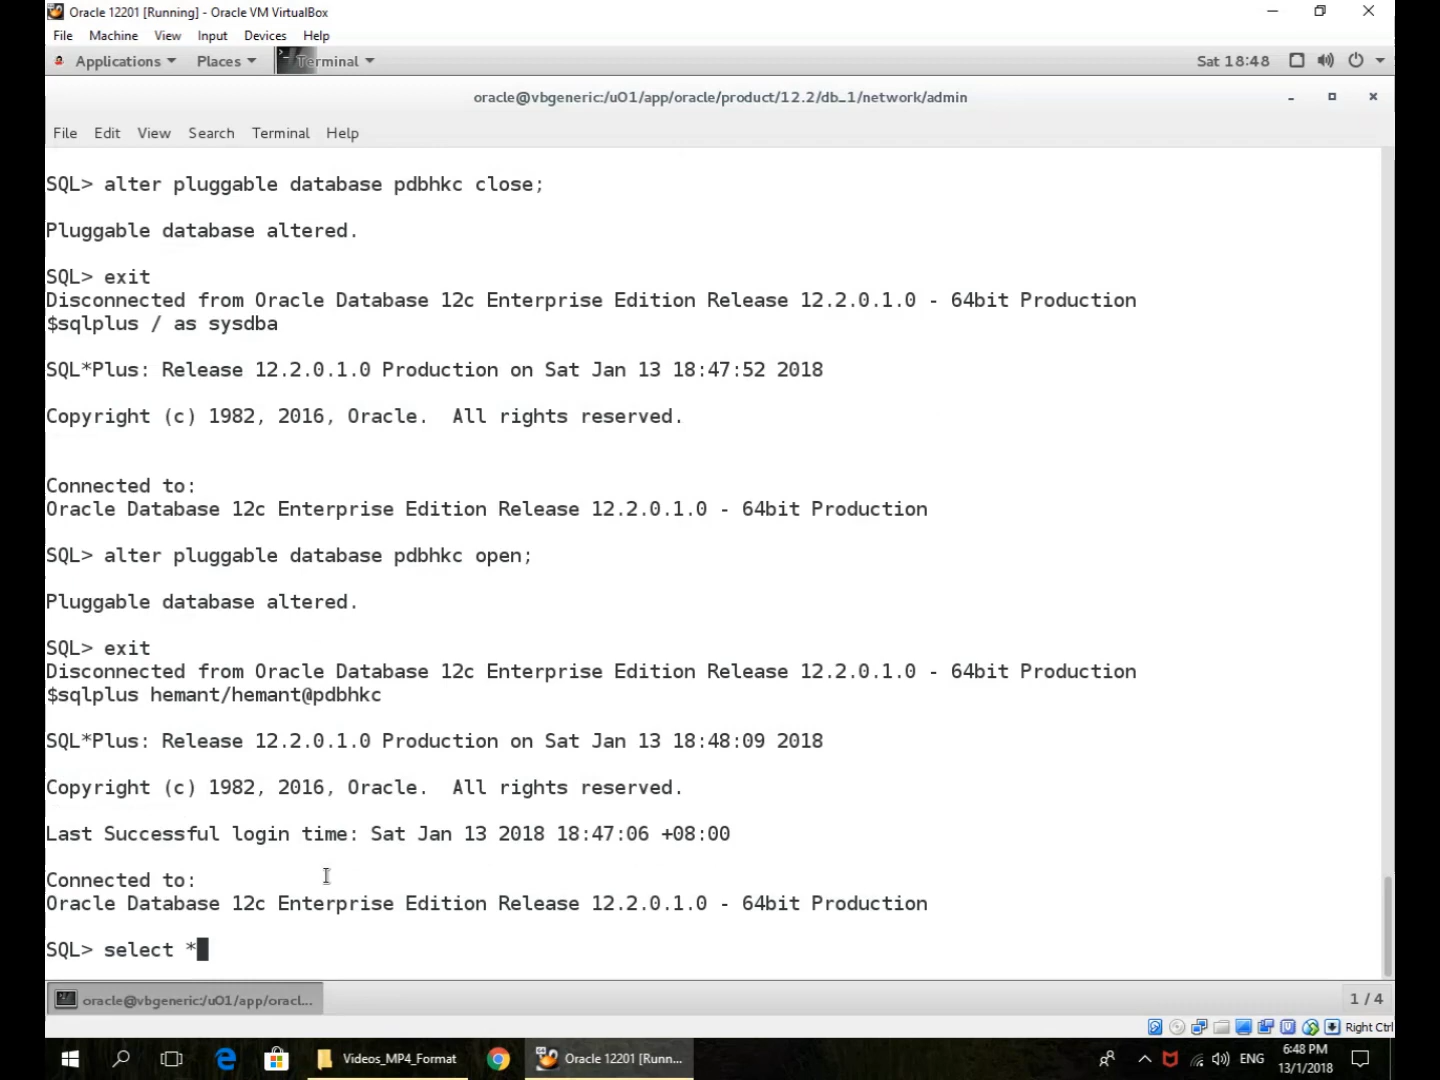 Oracle 12201 [Running] - Oracle VM VirtualBox
File Machine View Input Devices Help
Applications Places Terminal Sat 18:48
oracle@vbgeneric:/u01/app/oracle/product/12.2/db_1/network/admin
File Edit View Search Terminal Help
SQL> alter pluggable database pdbhkc close;
Pluggable database altered.
SQL> exit
Disconnected from Oracle Database 12c Enterprise Edition Release 12.2.0.1.0 - 64bit Production
$sqlplus / as sysdba
SQL*Plus: Release 12.2.0.1.0 Production on Sat Jan 13 18:47:52 2018
Copyright (c) 1982, 2016, Oracle.  All rights reserved.
Connected to:
Oracle Database 12c Enterprise Edition Release 12.2.0.1.0 - 64bit Production
SQL> alter pluggable database pdbhkc open;
Pluggable database altered.
SQL> exit
Disconnected from Oracle Database 12c Enterprise Edition Release 12.2.0.1.0 - 64bit Production
$sqlplus hemant/hemant@pdbhkc
SQL*Plus: Release 12.2.0.1.0 Production on Sat Jan 13 18:48:09 2018
Copyright (c) 1982, 2016, Oracle.  All rights reserved.
Last Successful login time: Sat Jan 13 2018 18:47:06 +08:00
Connected to:
Oracle Database 12c Enterprise Edition Release 12.2.0.1.0 - 64bit Production
SQL> select *
oracle@vbgeneric:/u01/app/oracl... 1 / 4
Right Ctrl
Videos_MP4_Format Oracle 12201 [Runn... ENG 6:48 PM
13/1/2018